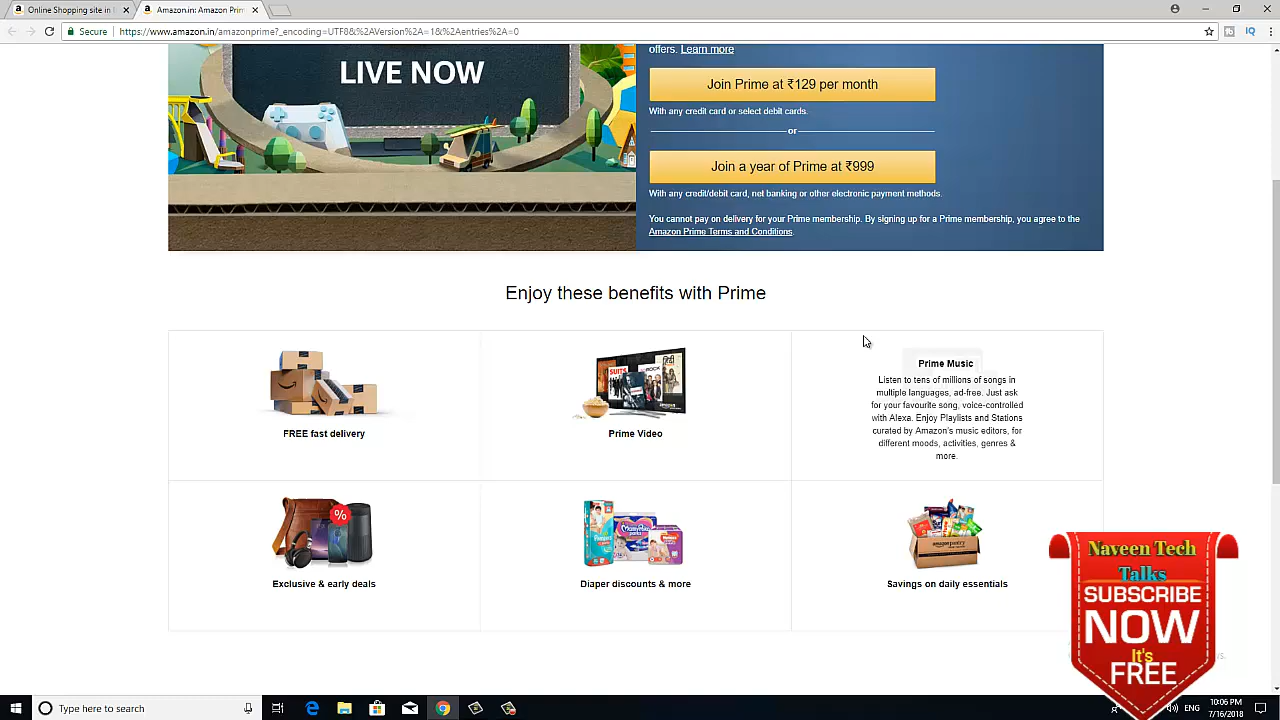 Online Shopping site in
Amazon.in: Amazon Prim
Secure
https://www.amazon.in/amazonprime?_encoding=UTF8&%2AVersion%2A=1&%2Aentries%2A=0
IQ
LIVE NOW
offers. Learn more
Join Prime at ₹129 per month
With any credit card or select debit cards.
or
Join a year of Prime at ₹999
With any credit/debit card, net banking or other electronic payment methods.
You cannot pay on delivery for your Prime membership. By signing up for a Prime membership, you agree to the
Amazon Prime Terms and Conditions.
Enjoy these benefits with Prime
FREE fast delivery
SUITS
हिन्दी
Prime Video
Prime Music
Listen to tens of millions of songs in
multiple languages, ad-free. Just ask
for your favourite song, voice-controlled
with Alexa. Enjoy Playlists and Stations
curated by Amazon's music editors, for
different moods, activities, genres &
more.
%
Exclusive & early deals
Diaper discounts & more
Savings on daily essentials
Naveen Tech
Talks
SUBSCRIBE
NOW
It's
FREE
us.
Type here to search
ENG
10:06 PM
7/16/2018